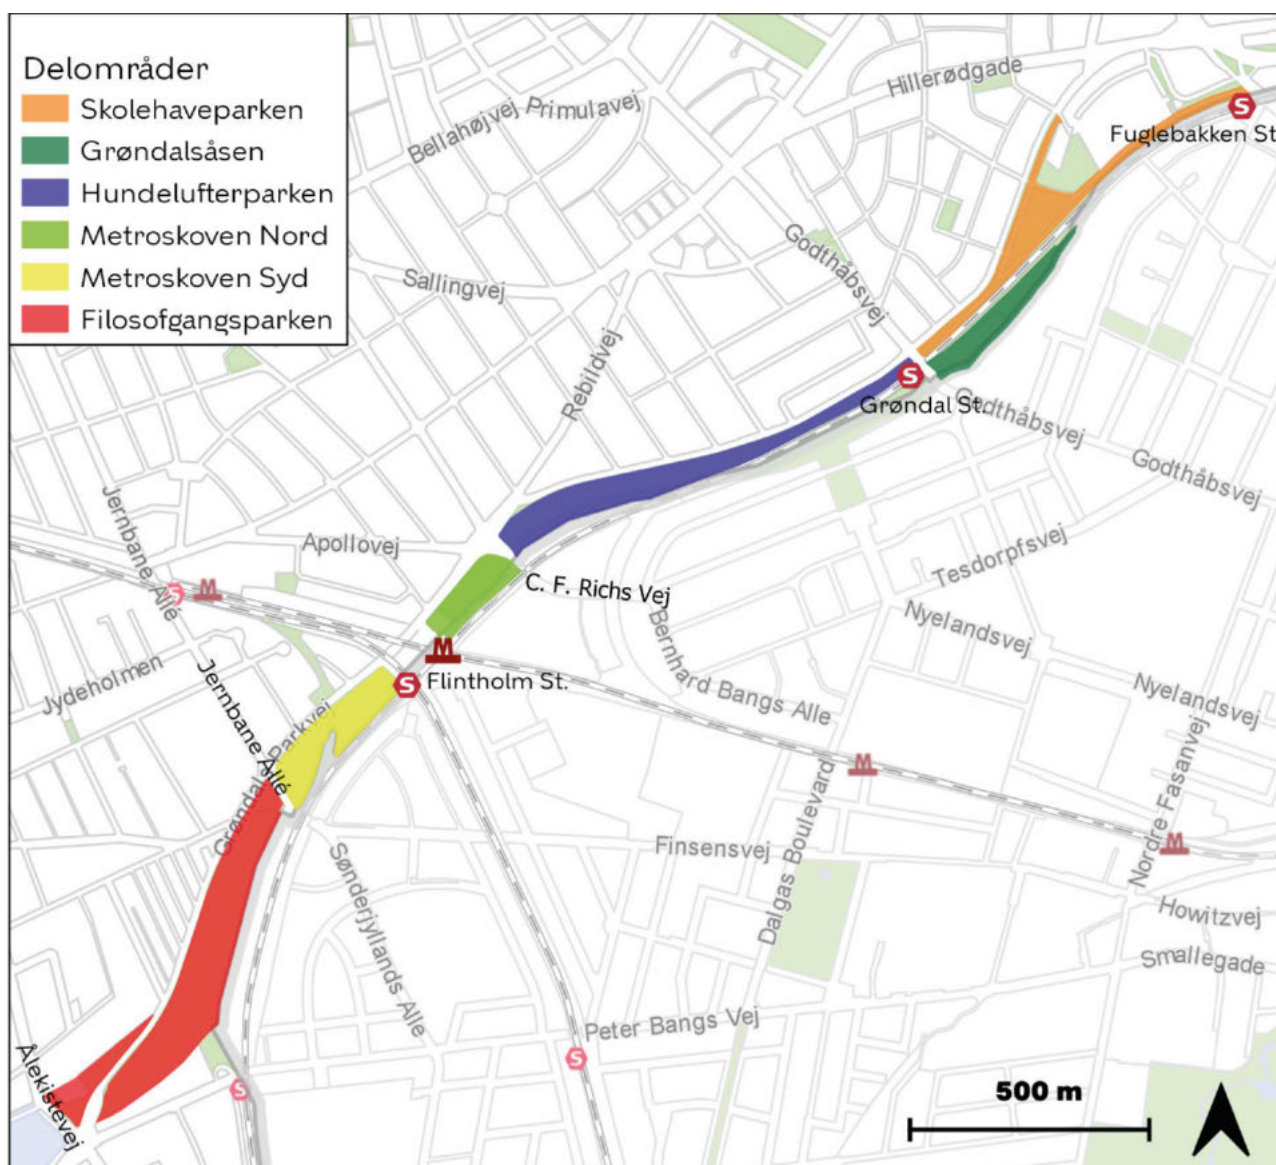 Delområder
Skolehaveparken
Grøndalsåsen
Hundelufterparken
Metroskoven Nord
Metroskoven Syd
Filosofgangsparken
Hillerødgade
S
Fuglebakken St
Bellahøjvej
Primulavej
Godthåbsvej
Sallingvej
Rebildvej
S
Grøndal St.
Godthåbsvej
Godthåbsvej
Jernbane Allé
Apollovej
S
M
C. F. Richs Vej
Tesdorpfsvej
Nyelandsvej
Bernhard Bangs Alle
M
S
Flintholm St.
Jydeholmen
Jernbane Allé
Grøndal Parkvej
Nyelandsvej
Nordre Fasanvej
M
Dalgas Boulevard
M
Finsensvej
Sønderjyllands Alle
Howitzvej
Smallegade
Peter Bangs Vej
S
S
Ålekistevej
500 m